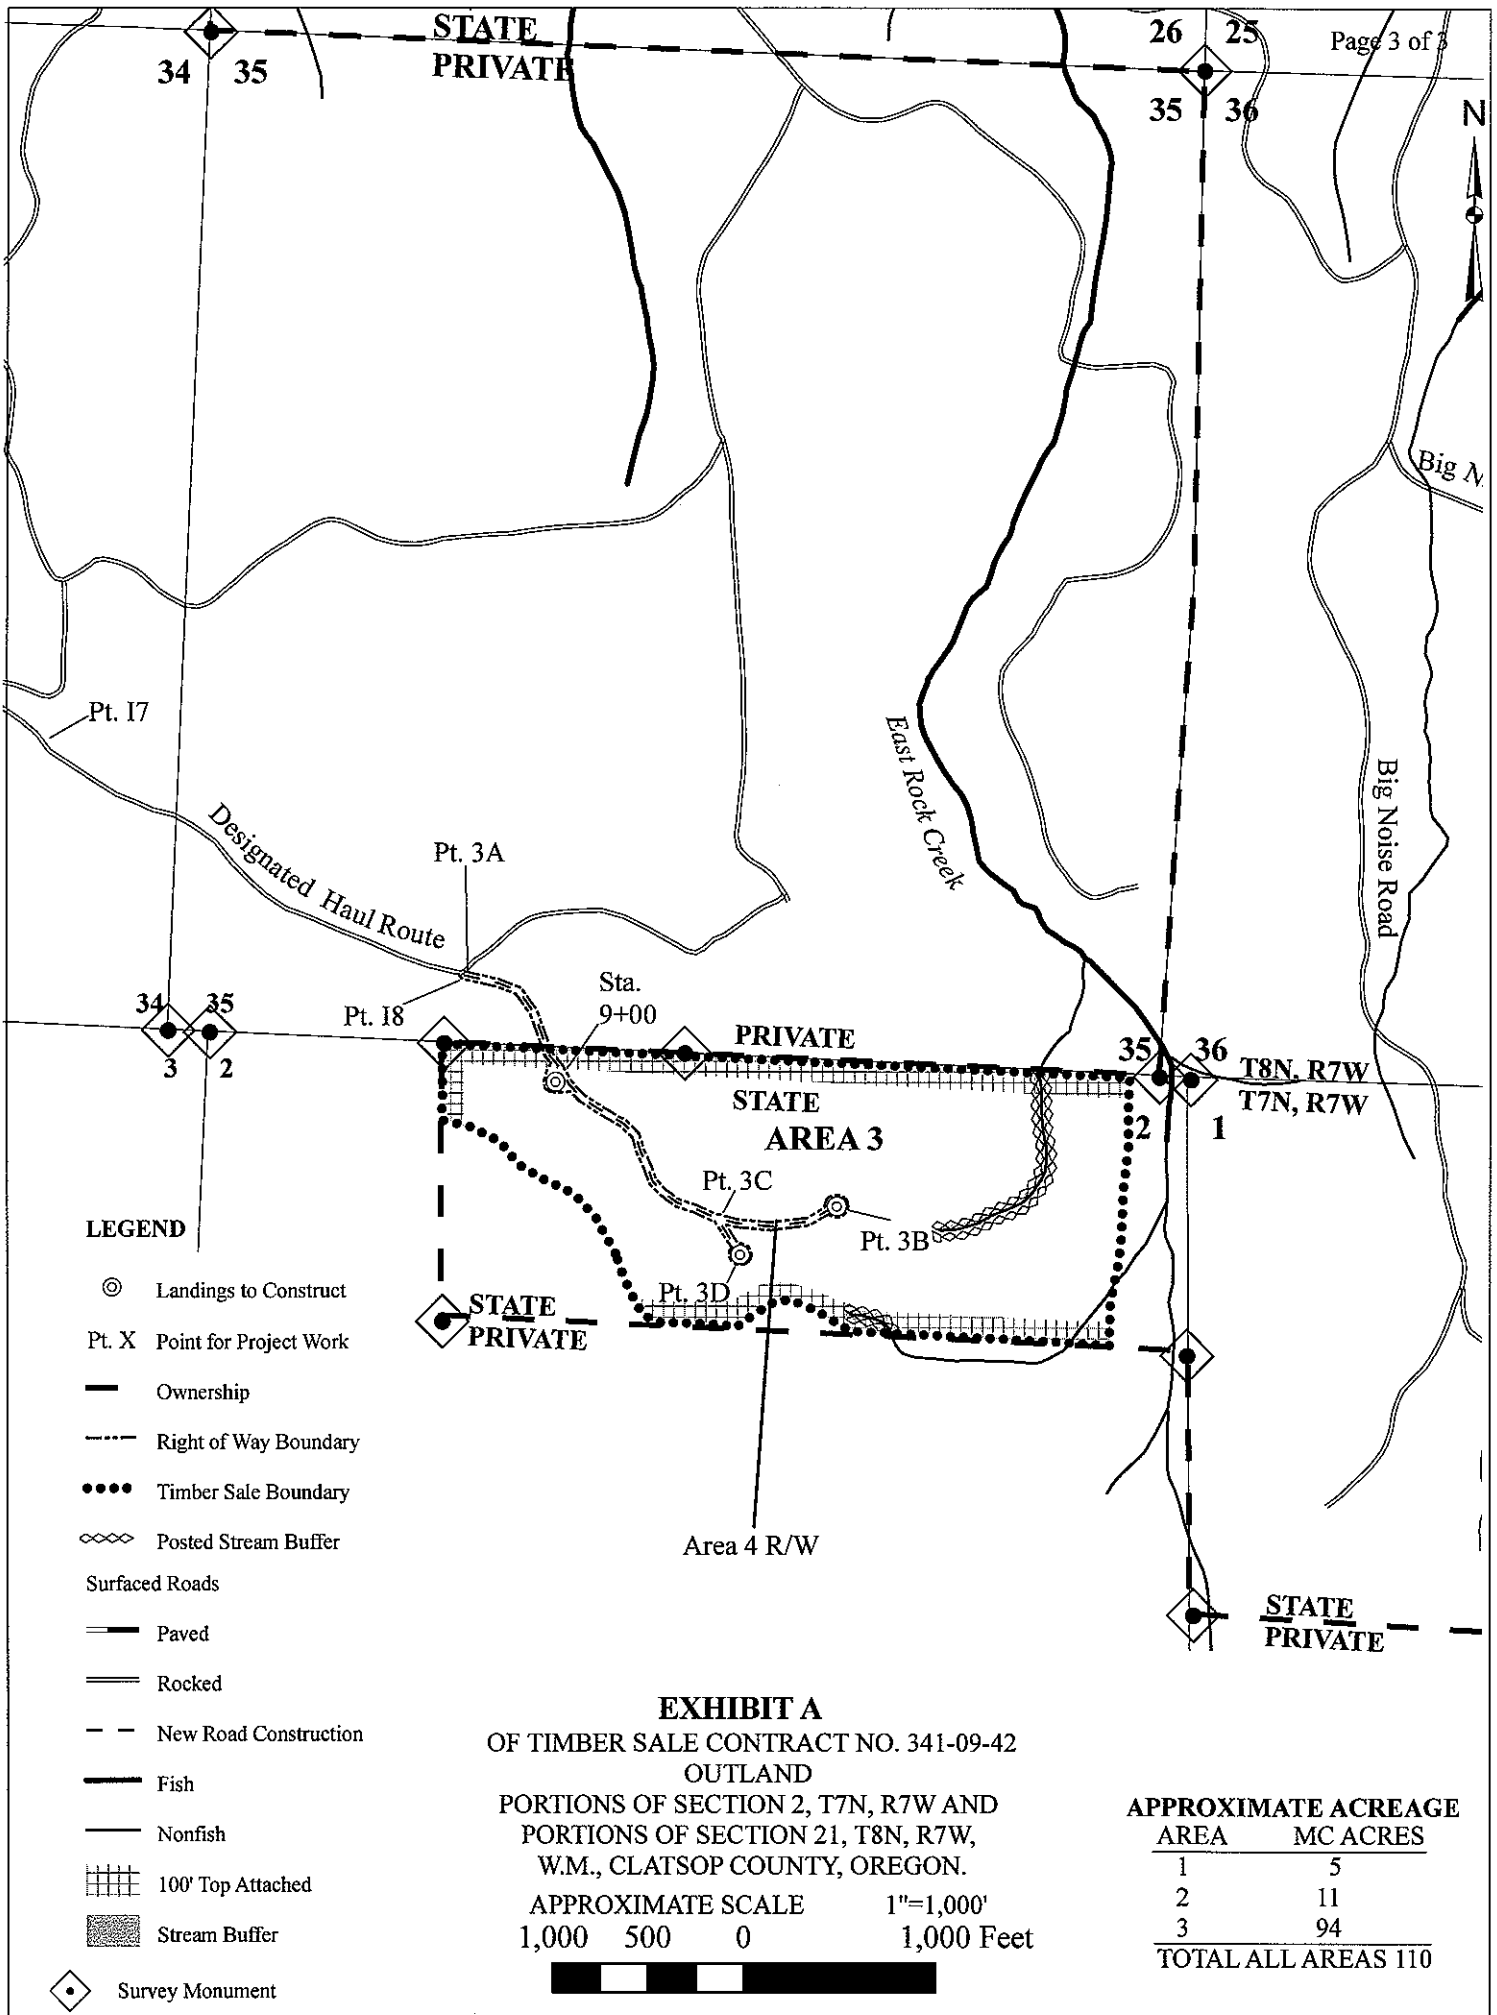 STATE
PRIVATE
34 35
26 25
35 36
Page 3 of 3
N
Big N
Pt. I7
Designated Haul Route
Pt. 3A
East Rock Creek
Big Noise Road
Sta.
9+00
Pt. I8
34 35
3 2
PRIVATE
STATE
AREA 3
35 36
2 1
T8N, R7W
T7N, R7W
Pt. 3C
Pt. 3B
Pt. 3D
STATE
PRIVATE
Area 4 R/W
STATE
PRIVATE
LEGEND
Landings to Construct
Pt. X Point for Project Work
Ownership
Right of Way Boundary
Timber Sale Boundary
Posted Stream Buffer
Surfaced Roads
Paved
Rocked
New Road Construction
Fish
Nonfish
100' Top Attached
Stream Buffer
Survey Monument
EXHIBIT A
OF TIMBER SALE CONTRACT NO. 341-09-42
OUTLAND
PORTIONS OF SECTION 2, T7N, R7W AND
PORTIONS OF SECTION 21, T8N, R7W,
W.M., CLATSOP COUNTY, OREGON.
APPROXIMATE SCALE 1"=1,000'
1,000 500 0 1,000 Feet
APPROXIMATE ACREAGE
AREA MC ACRES
1 5
2 11
3 94
TOTAL ALL AREAS 110